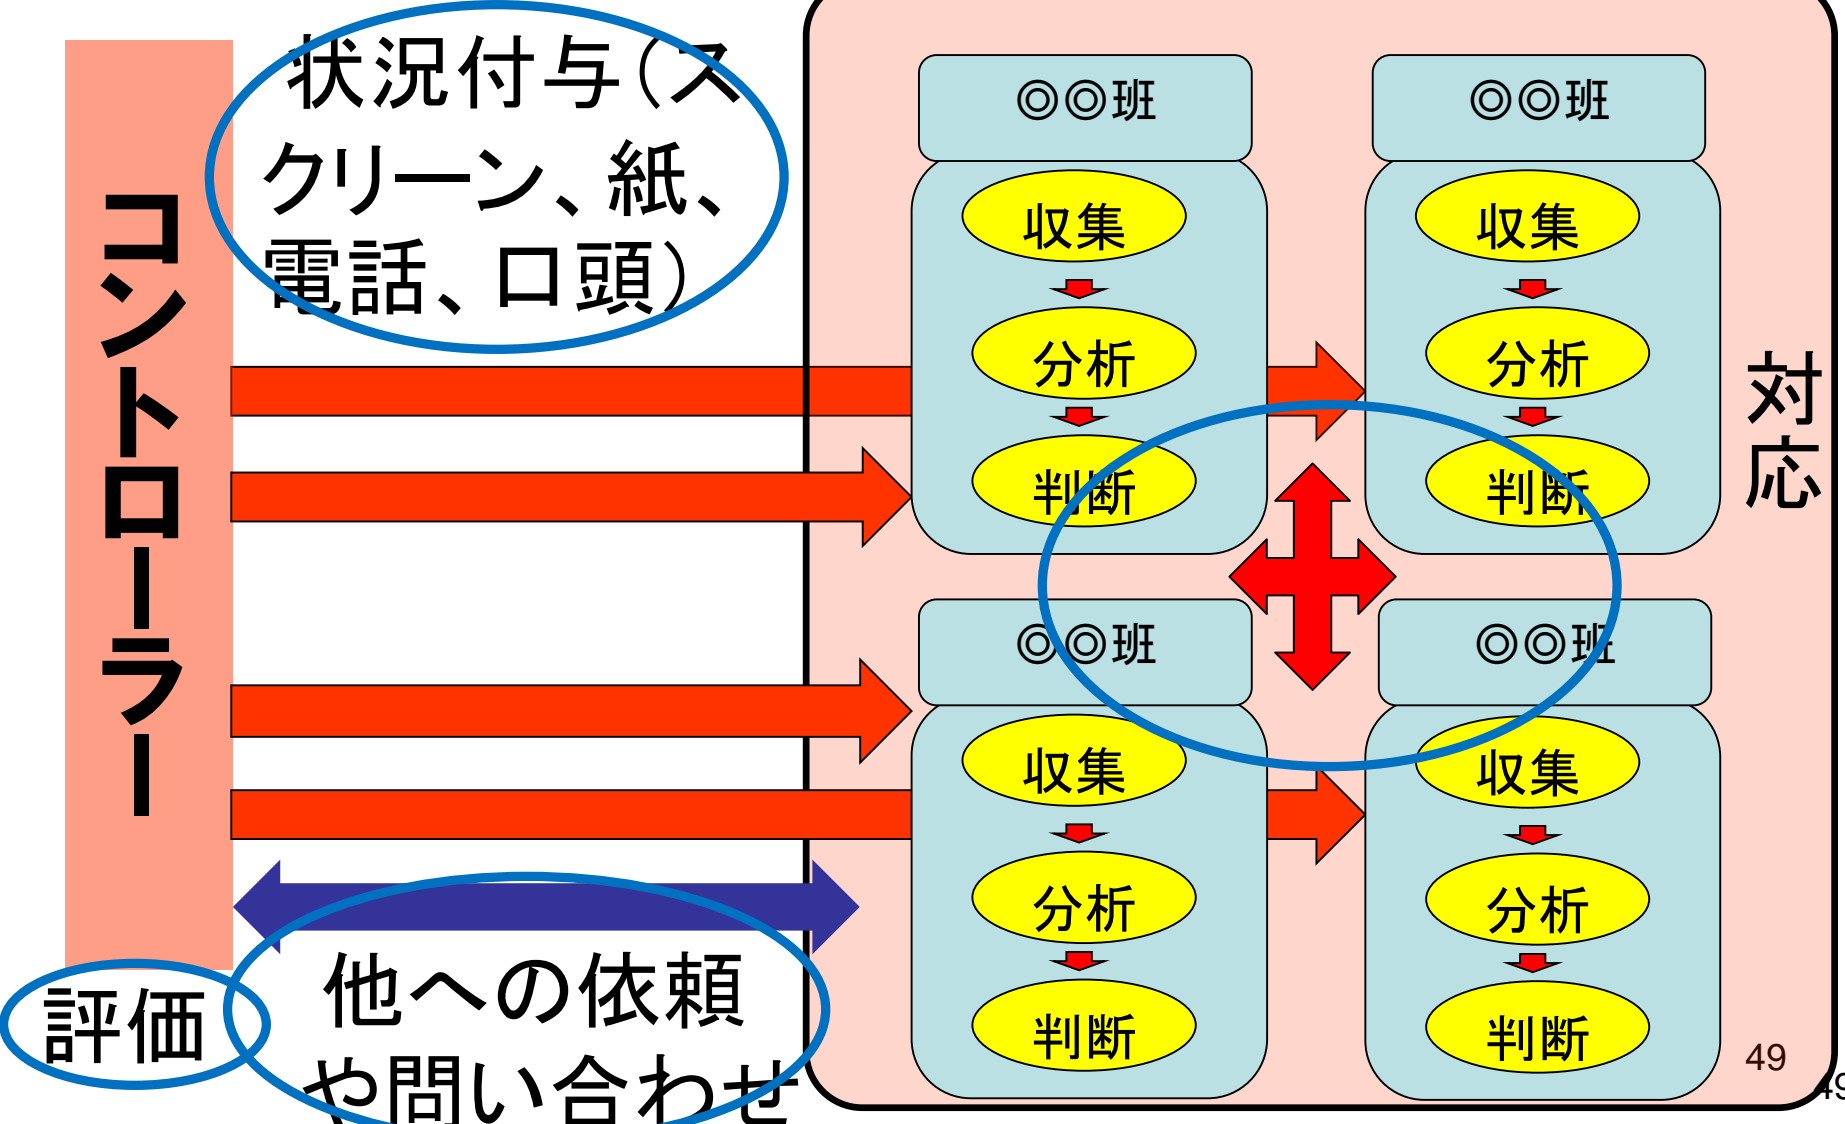 コントローラー
状況付与（ス
クリーン、紙、
電話、口頭）
◎◎班
収集
分析
判断
◎◎班
収集
分析
判断
対応
◎◎班
収集
分析
判断
◎◎班
収集
分析
判断
評価
他への依頼
や問い合わせ
49
49